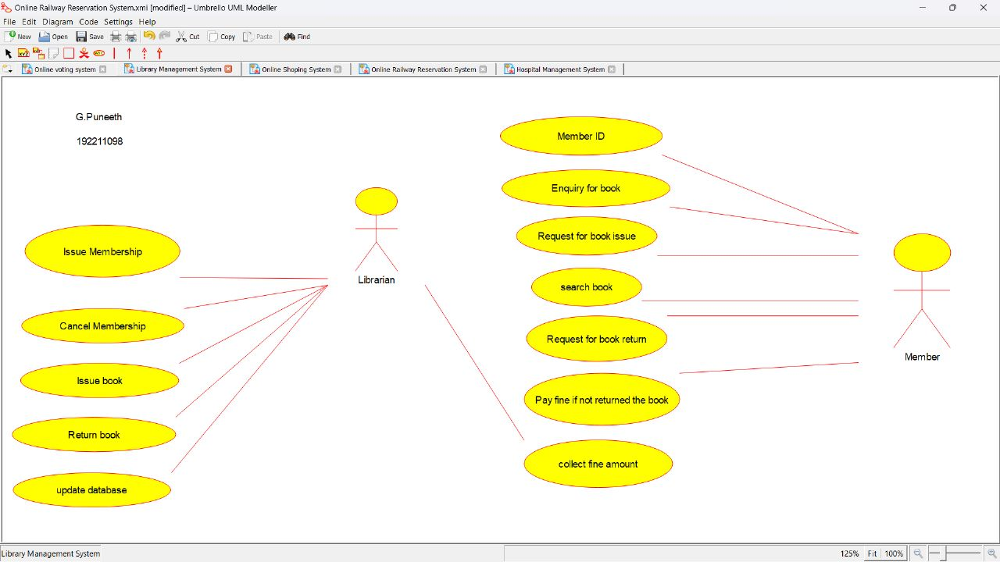 Online Railway Reservation System.xmi [modified] – Umbrello UML Modeller
File Edit Diagram Code Settings Help
New Open Save Cut Copy Paste Find
Online voting system Library Management System Online Shoping System Online Railway Reservation System Hospital Management System
G.Puneeth
192211098
Member ID
Enquiry for book
Request for book issue
search book
Request for book return
Pay fine if not returned the book
collect fine amount
Librarian
Member
Issue Membership
Cancel Membership
Issue book
Return book
update database
Library Management System 125% Fit 100%